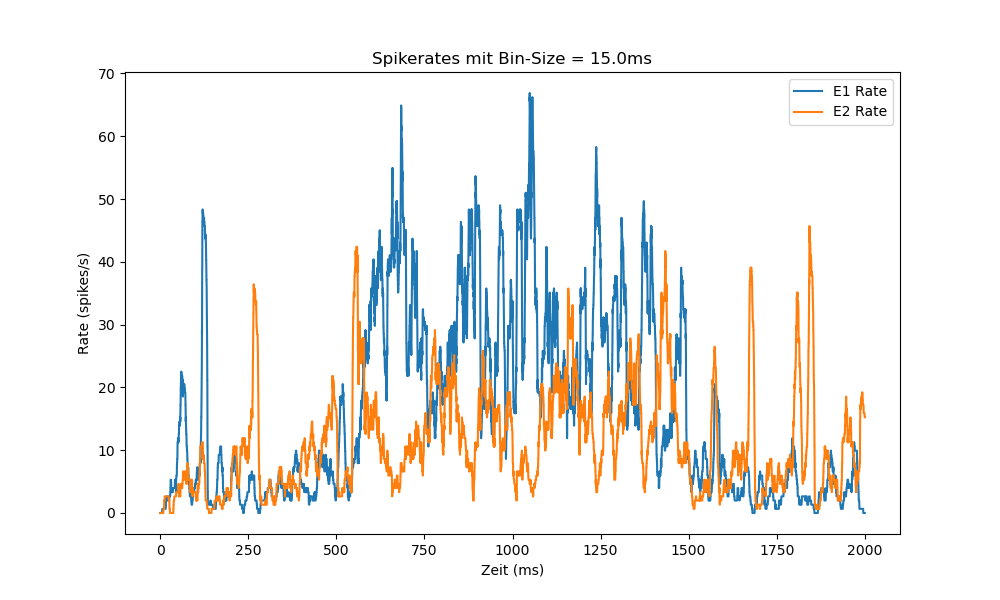 Spikerates mit Bin-Size = 15.0ms
E1 Rate
E2 Rate
Rate (spikes/s)
70
60
50
40
30
20
10
0
0 250 500 750 1000 1250 1500 1750 2000
Zeit (ms)